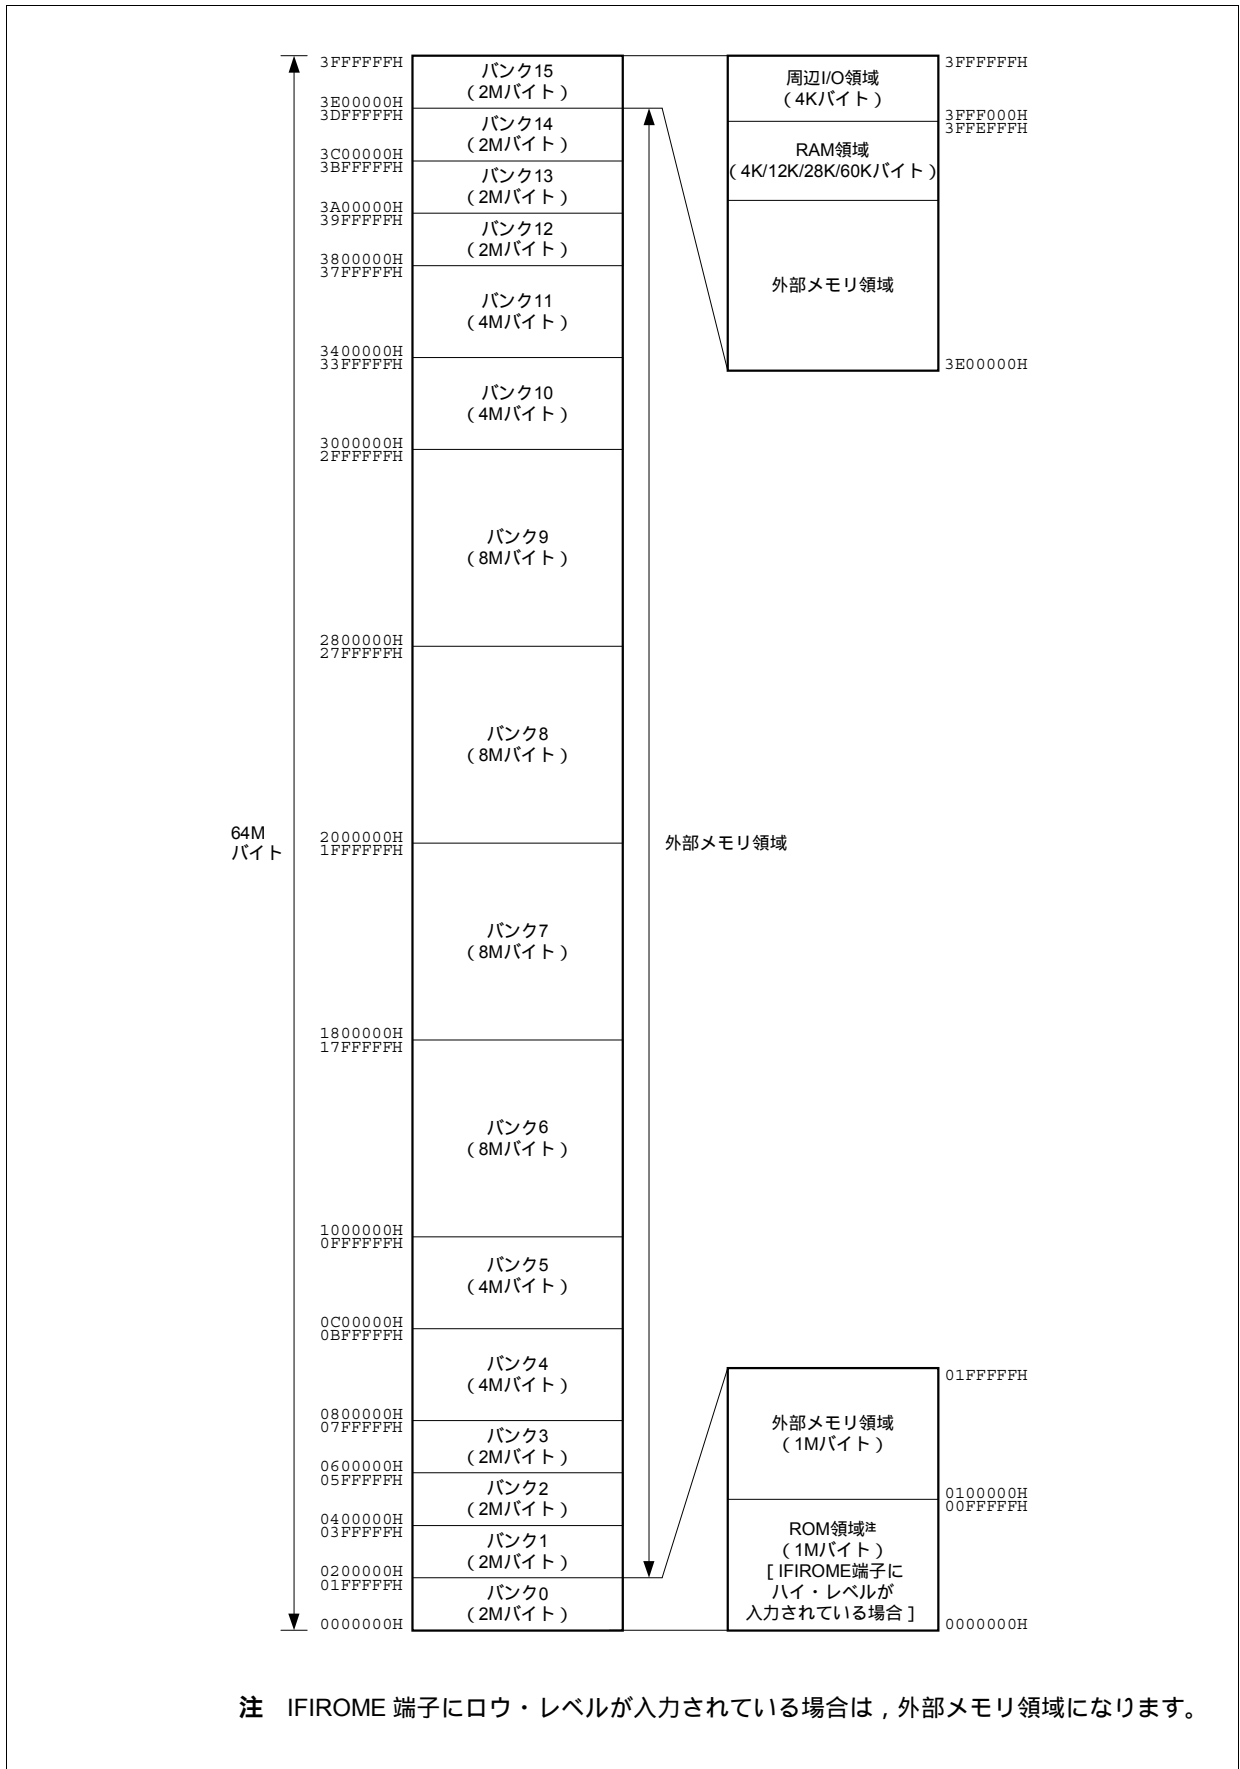 64M
バイト
3FFFFFFH
バンク15
(2Mバイト)
3E00000H
3DFFFFFH
バンク14
(2Mバイト)
3C00000H
3BFFFFFH
バンク13
(2Mバイト)
3A00000H
39FFFFFH
バンク12
(2Mバイト)
3800000H
37FFFFFH
バンク11
(4Mバイト)
3400000H
33FFFFFH
バンク10
(4Mバイト)
3000000H
2FFFFFFH
バンク9
(8Mバイト)
2800000H
27FFFFFH
バンク8
(8Mバイト)
2000000H
1FFFFFFH
バンク7
(8Mバイト)
1800000H
17FFFFFH
バンク6
(8Mバイト)
1000000H
0FFFFFFH
バンク5
(4Mバイト)
0C00000H
0BFFFFFH
バンク4
(4Mバイト)
0800000H
07FFFFFH
バンク3
(2Mバイト)
0600000H
05FFFFFH
バンク2
(2Mバイト)
0400000H
03FFFFFH
バンク1
(2Mバイト)
0200000H
01FFFFFH
バンク0
(2Mバイト)
0000000H
外部メモリ領域
3FFFFFFH
周辺I/O領域
(4Kバイト)
3FFF000H
3FFEFFFH
RAM領域
(4K/12K/28K/60Kバイト)
外部メモリ領域
3E00000H
01FFFFFH
外部メモリ領域
(1Mバイト)
0100000H
00FFFFFH
ROM領域注
(1Mバイト)
[IFIROME端子に
ハイ・レベルが
入力されている場合]
0000000H
注 IFIROME 端子にロウ・レベルが入力されている場合は,外部メモリ領域になります。